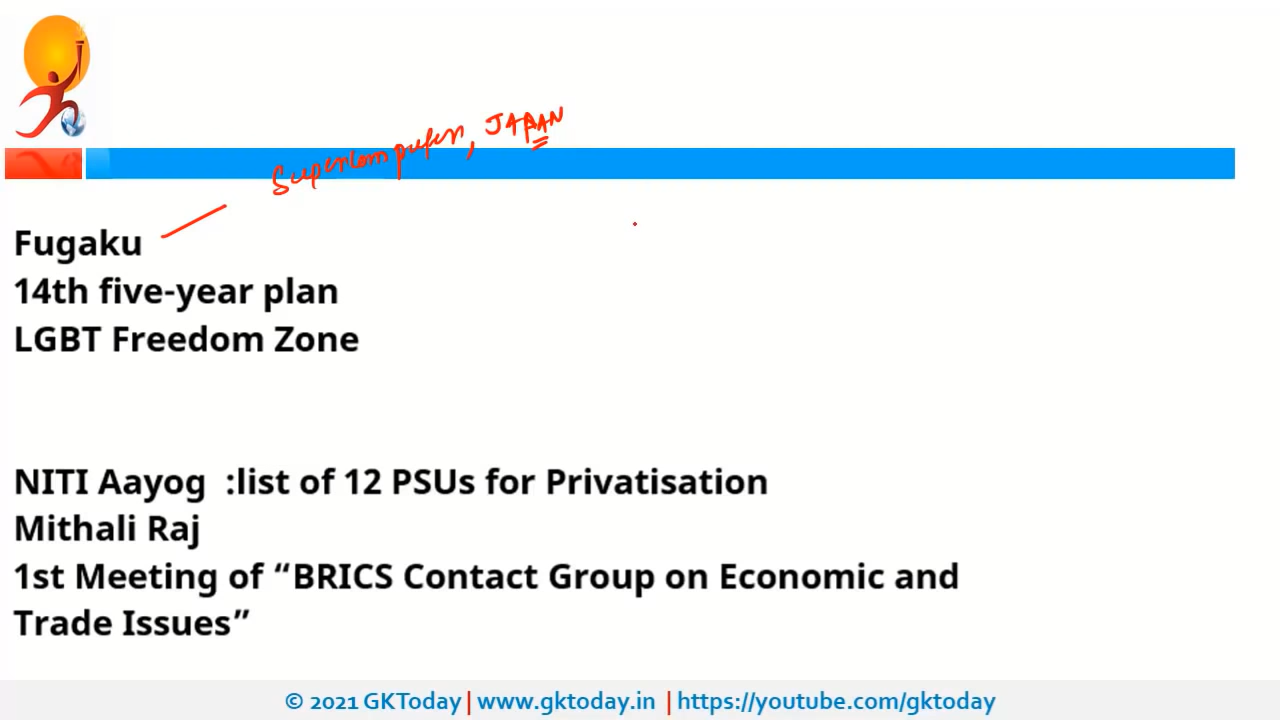 Supercomputer, JAPAN
Fugaku
14th five-year plan
LGBT Freedom Zone
NITI Aayog :list of 12 PSUs for Privatisation
Mithali Raj
1st Meeting of “BRICS Contact Group on Economic and
Trade Issues”
© 2021 GKToday | www.gktoday.in | https://youtube.com/gktoday